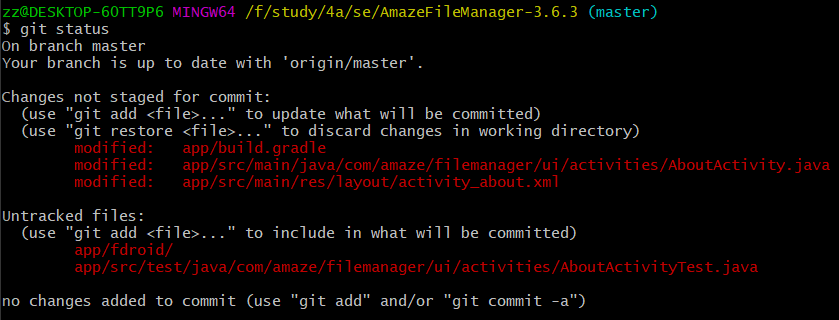 zz@DESKTOP-6OTT9P6 MINGW64 /f/study/4a/se/AmazeFileManager-3.6.3 (master)
$ git status
On branch master
Your branch is up to date with 'origin/master'.
Changes not staged for commit:
(use "git add <file>..." to update what will be committed)
(use "git restore <file>..." to discard changes in working directory)
modified: app/build.gradle
modified: app/src/main/java/com/amaze/filemanager/ui/activities/AboutActivity.java
modified: app/src/main/res/layout/activity_about.xml
Untracked files:
(use "git add <file>..." to include in what will be committed)
app/fdroid/
app/src/test/java/com/amaze/filemanager/ui/activities/AboutActivityTest.java
no changes added to commit (use "git add" and/or "git commit -a")